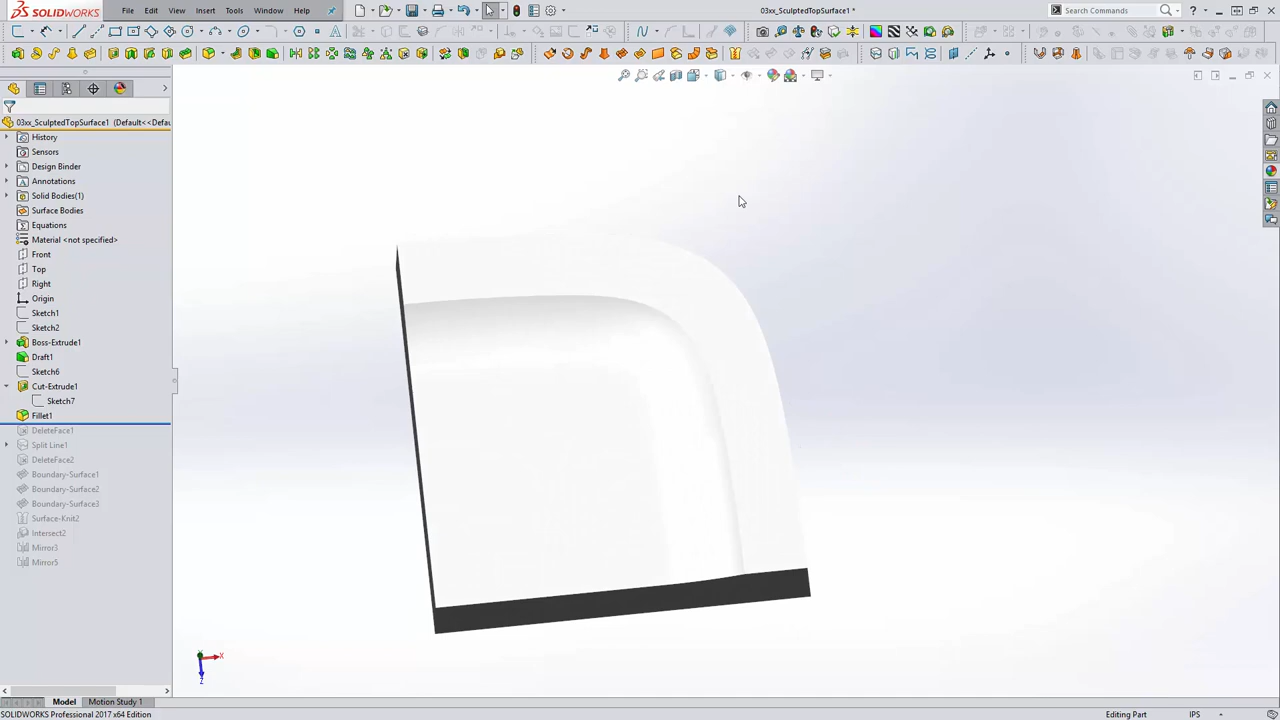 SOLIDWORKS File Edit View Insert Tools Window Help
03xx_SculptedTopSurface1 *
Search Commands
03xx_SculptedTopSurface1 (Default<<Defau
History
Sensors
Design Binder
Annotations
Solid Bodies(1)
Surface Bodies
Equations
Material <not specified>
Front
Top
Right
Origin
Sketch1
Sketch2
Boss-Extrude1
Draft1
Sketch6
Cut-Extrude1
Sketch7
Fillet1
DeleteFace1
Split Line1
DeleteFace2
Boundary-Surface1
Boundary-Surface2
Boundary-Surface3
Surface-Knit2
Intersect2
Mirror3
Mirror5
X
Z
Model Motion Study 1
SOLIDWORKS Professional 2017 x64 Edition
Editing Part
IPS